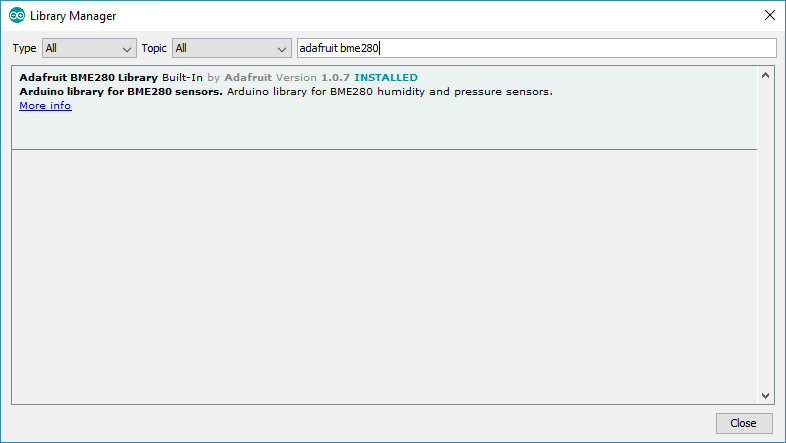 Library Manager
Type All Topic All adafruit bme280
Adafruit BME280 Library Built-In by Adafruit Version 1.0.7 INSTALLED
Arduino library for BME280 sensors. Arduino library for BME280 humidity and pressure sensors.
More info
Close